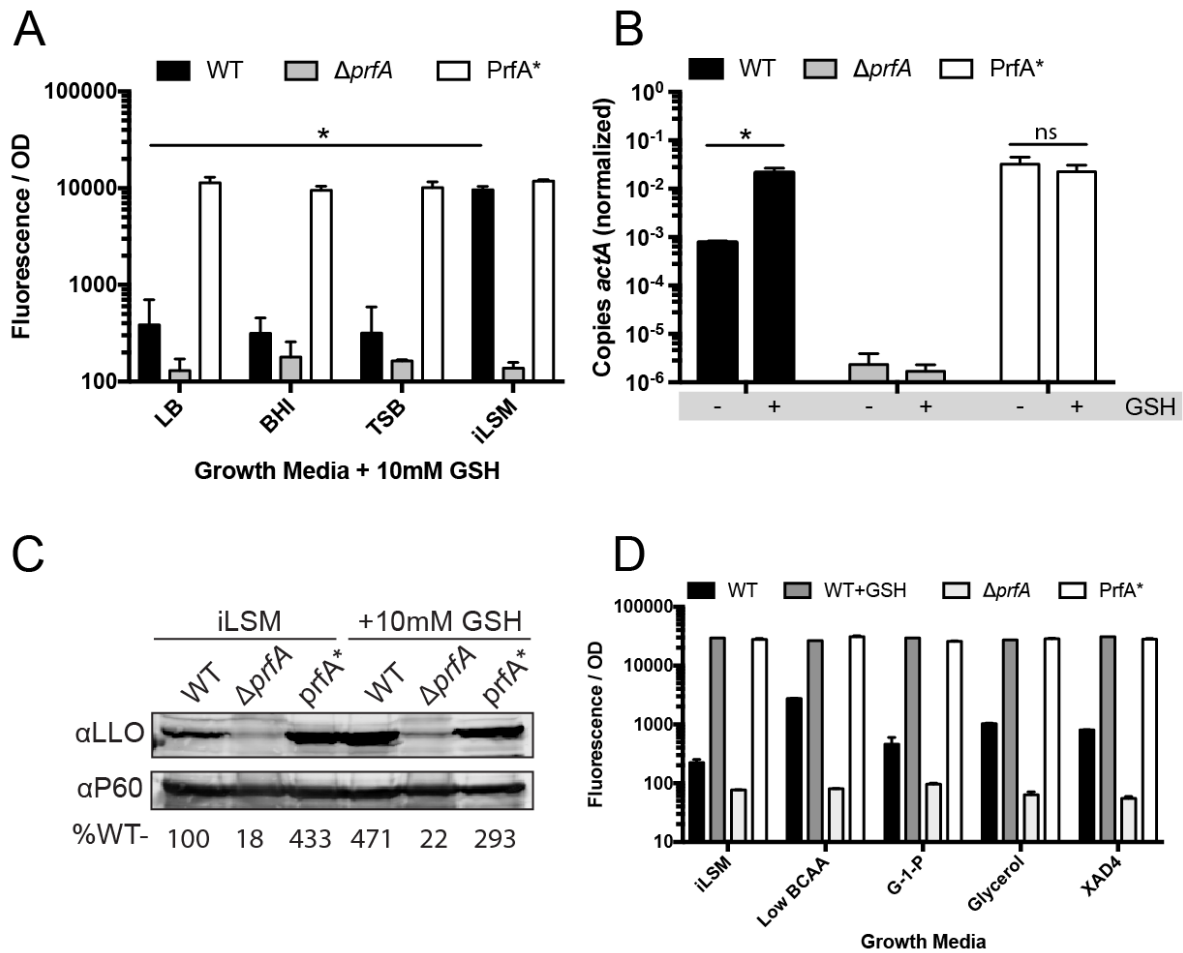 A
WT ΔprfA PrfA*
100000
10000
1000
100
Fluorescence / OD
*
LB BHI TSB iLSM
Growth Media + 10mM GSH
B
WT ΔprfA PrfA*
10⁰
10⁻¹
10⁻²
10⁻³
10⁻⁴
10⁻⁵
10⁻⁶
Copies actA (normalized)
* ns
- + - + - + GSH
C
iLSM +10mM GSH
WT ΔprfA prfA* WT ΔprfA prfA*
αLLO
αP60
%WT- 100 18 433 471 22 293
D
WT WT+GSH ΔprfA PrfA*
100000
10000
1000
100
10
Fluorescence / OD
iLSM Low BCAA G-1-P Glycerol XAD4
Growth Media